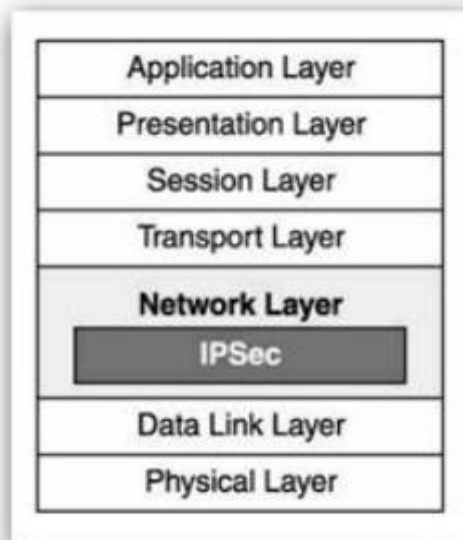 Application Layer
Presentation Layer
Session Layer
Transport Layer
Network Layer
IPSec
Data Link Layer
Physical Layer